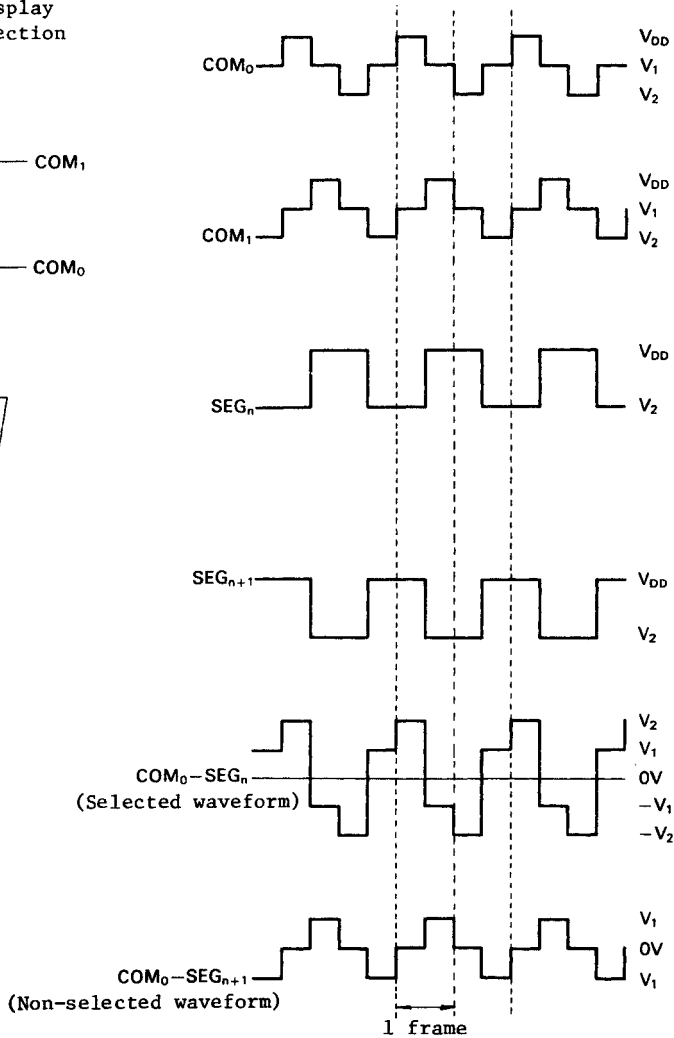 display
ection
COM₀
V_DD
V₁
V₂
COM₁
COM₀
COM₁
V_DD
V₁
V₂
SEGₙ
V_DD
V₂
SEGₙ₊₁
V_DD
V₂
COM₀–SEGₙ
(Selected waveform)
V₂
V₁
0V
–V₁
–V₂
COM₀–SEGₙ₊₁
(Non-selected waveform)
V₁
0V
V₁
1 frame